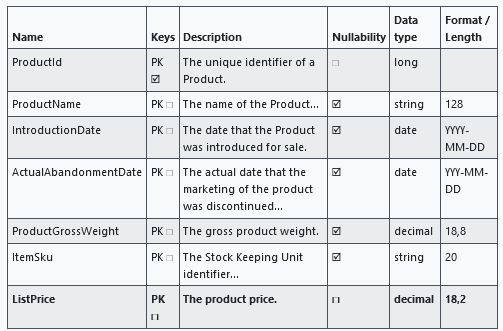 Name Keys Description Nullability Data type Format / Length
ProductId PK ☑ The unique identifier of a Product. ☐ long
ProductName PK ☐ The name of the Product... ☑ string 128
IntroductionDate PK ☐ The date that the Product was introduced for sale. ☑ date YYYY-MM-DD
ActualAbandonmentDate PK ☐ The actual date that the marketing of the product was discontinued... ☑ date YYY-MM-DD
ProductGrossWeight PK ☐ The gross product weight. ☑ decimal 18,8
ItemSku PK ☐ The Stock Keeping Unit identifier... ☑ string 20
ListPrice PK ☐ The product price. ☐ decimal 18,2